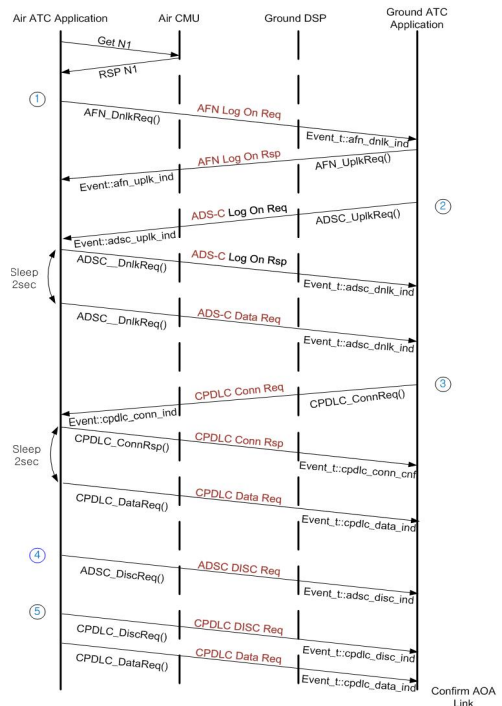 Air ATC Application
Air CMU
Ground DSP
Ground ATC
Application
Get N1
RSP N1
1
AFN_DnlkReq()
AFN Log On Req
Event_t::afn_dnlk_ind
AFN Log On Rsp
AFN_UplkReq()
Event::afn_uplk_ind
2
ADS-C Log On Req
ADSC_UplkReq()
Event::adsc_uplk_ind
ADSC__DnlkReq()
ADS-C Log On Rsp
Event_t::adsc_dnlk_ind
Sleep
2sec
ADSC__DnlkReq()
ADS-C Data Req
Event_t::adsc_dnlk_ind
3
CPDLC Conn Req
CPDLC_ConnReq()
Event::cpdlc_conn_ind
CPDLC_ConnRsp()
CPDLC Conn Rsp
Event_t::cpdlc_conn_cnf
Sleep
2sec
CPDLC_DataReq()
CPDLC Data Req
Event_t::cpdlc_data_ind
4
ADSC_DiscReq()
ADSC DISC Req
Event_t::adsc_disc_ind
5
CPDLC_DiscReq()
CPDLC DISC Req
Event_t::cpdlc_disc_ind
CPDLC_DataReq()
CPDLC Data Req
Event_t::cpdlc_data_ind
Confirm AOA
Link